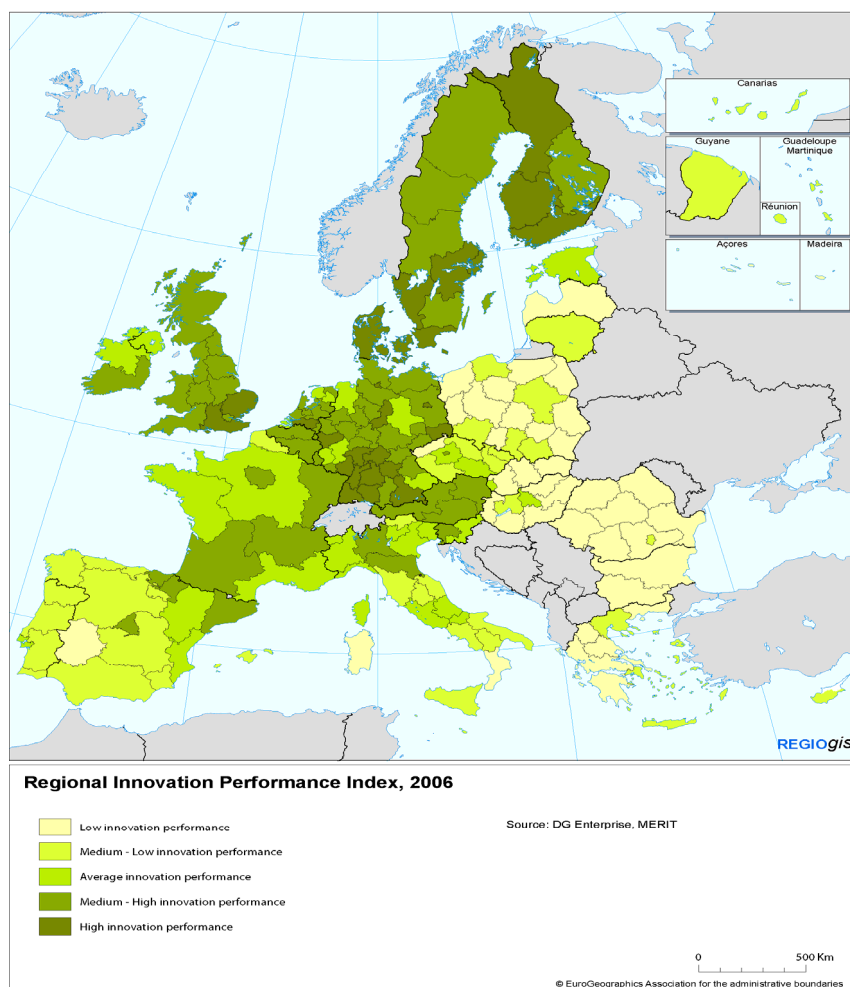 Canarias
Guyane
Guadeloupe
Martinique
Réunion
Açores
Madeira
REGIOgis
Regional Innovation Performance Index, 2006
Low innovation performance
Medium - Low innovation performance
Average innovation performance
Medium - High innovation performance
High innovation performance
Source: DG Enterprise, MERIT
0 500 Km
© EuroGeographics Association for the administrative boundaries